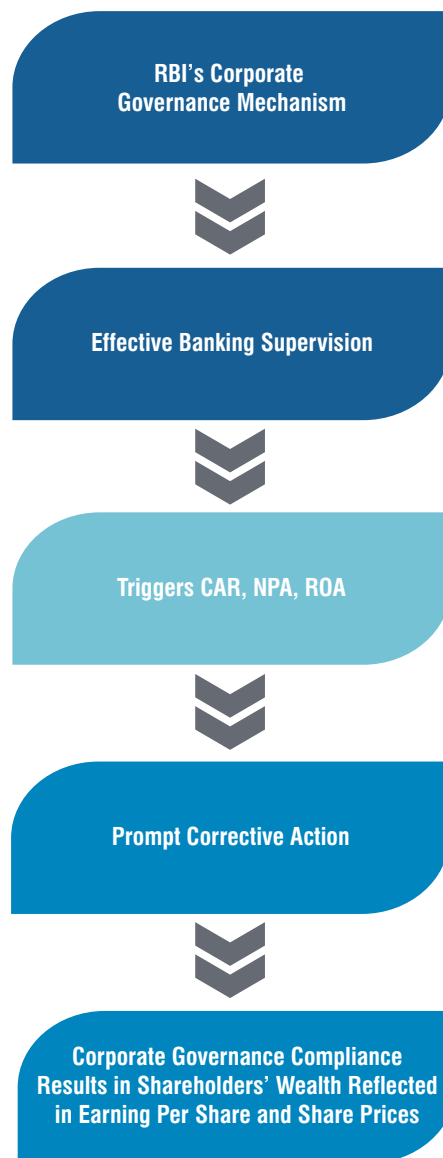 RBI's Corporate
Governance Mechanism
Effective Banking Supervision
Triggers CAR, NPA, ROA
Prompt Corrective Action
Corporate Governance Compliance
Results in Shareholders' Wealth Reflected
in Earning Per Share and Share Prices